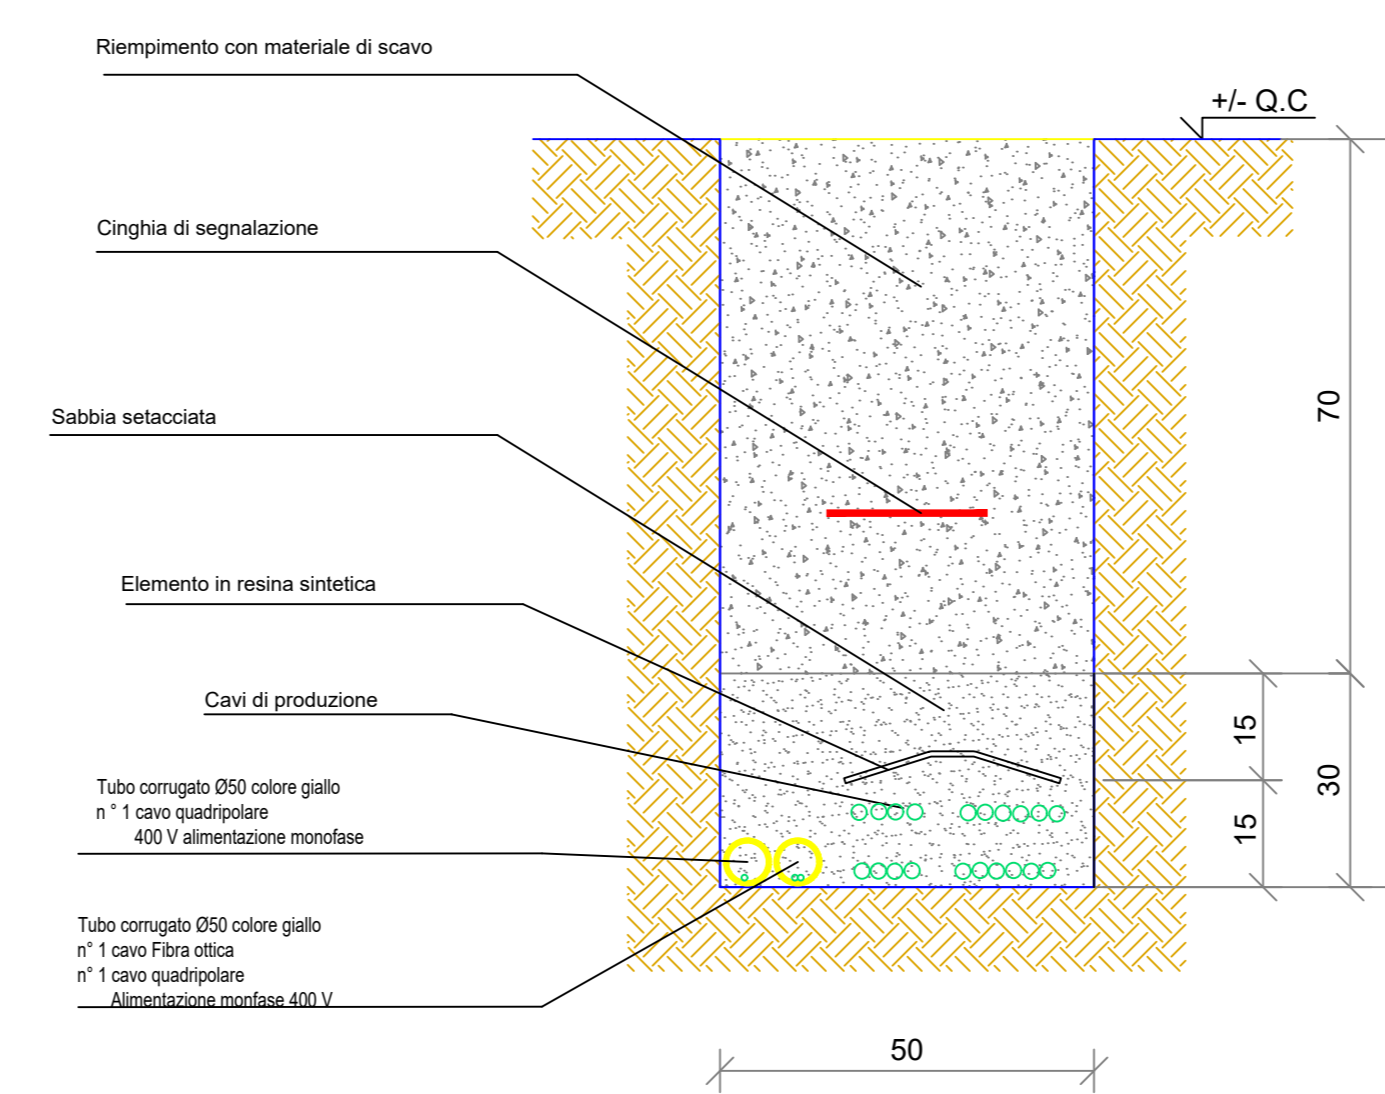 Riempimento con materiale di scavo
+/- Q.C
Cinghia di segnalazione
70
Sabbia setacciata
Elemento in resina sintetica
Cavi di produzione
15
30
15
Tubo corrugato Ø50 colore giallo
n ° 1 cavo quadripolare
400 V alimentazione monofase
Tubo corrugato Ø50 colore giallo
n° 1 cavo Fibra ottica
n° 1 cavo quadripolare
Alimentazione monfase 400 V
50